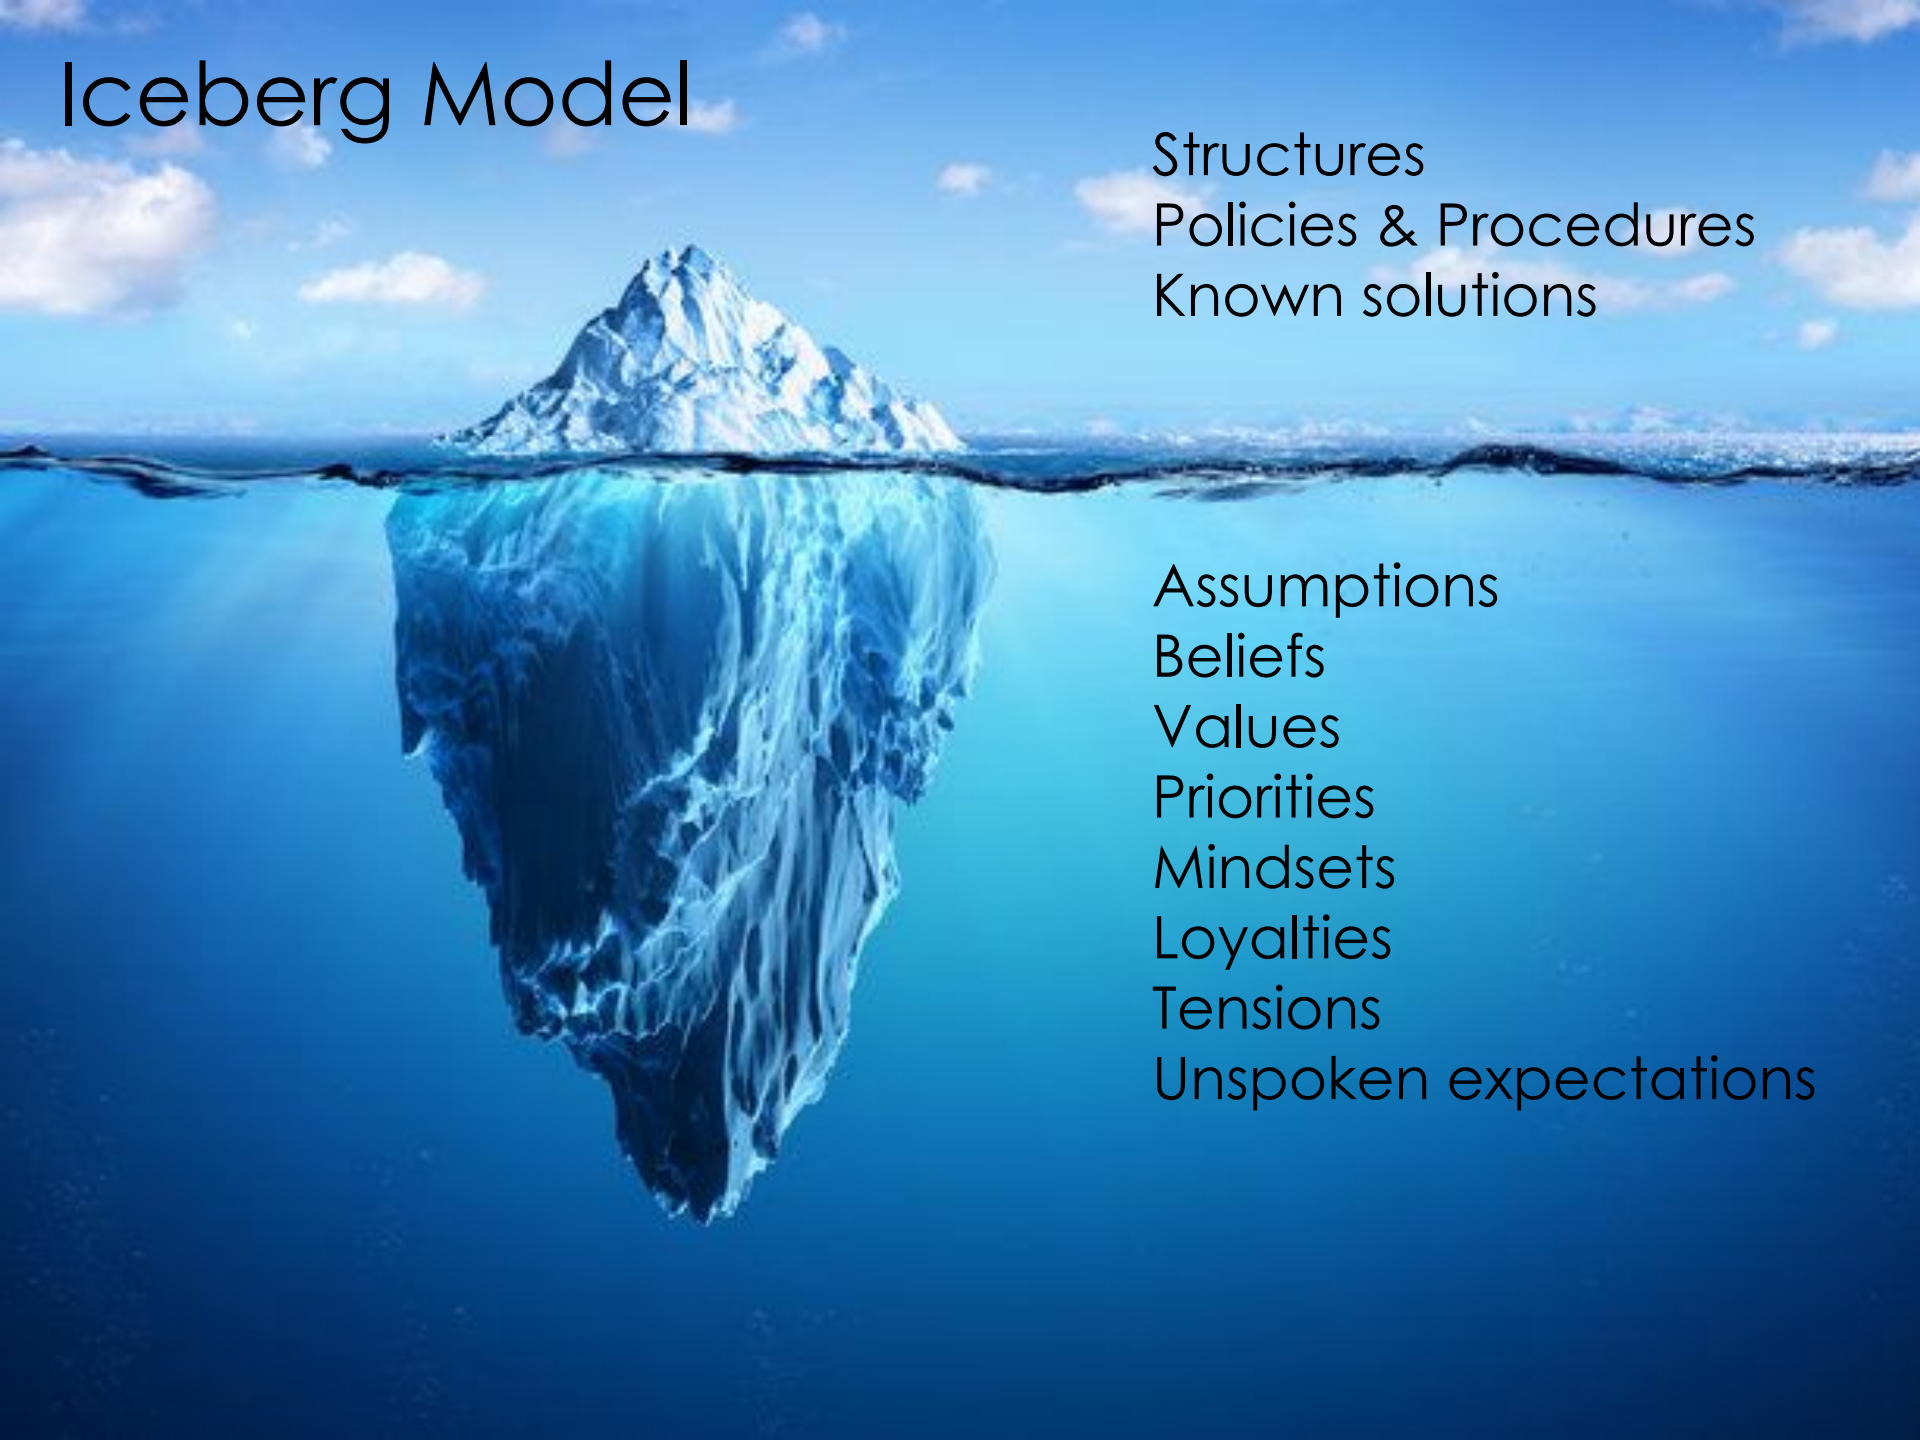 Iceberg Model
Structures
Policies & Procedures
Known solutions
Assumptions
Beliefs
Values
Priorities
Mindsets
Loyalties
Tensions
Unspoken expectations